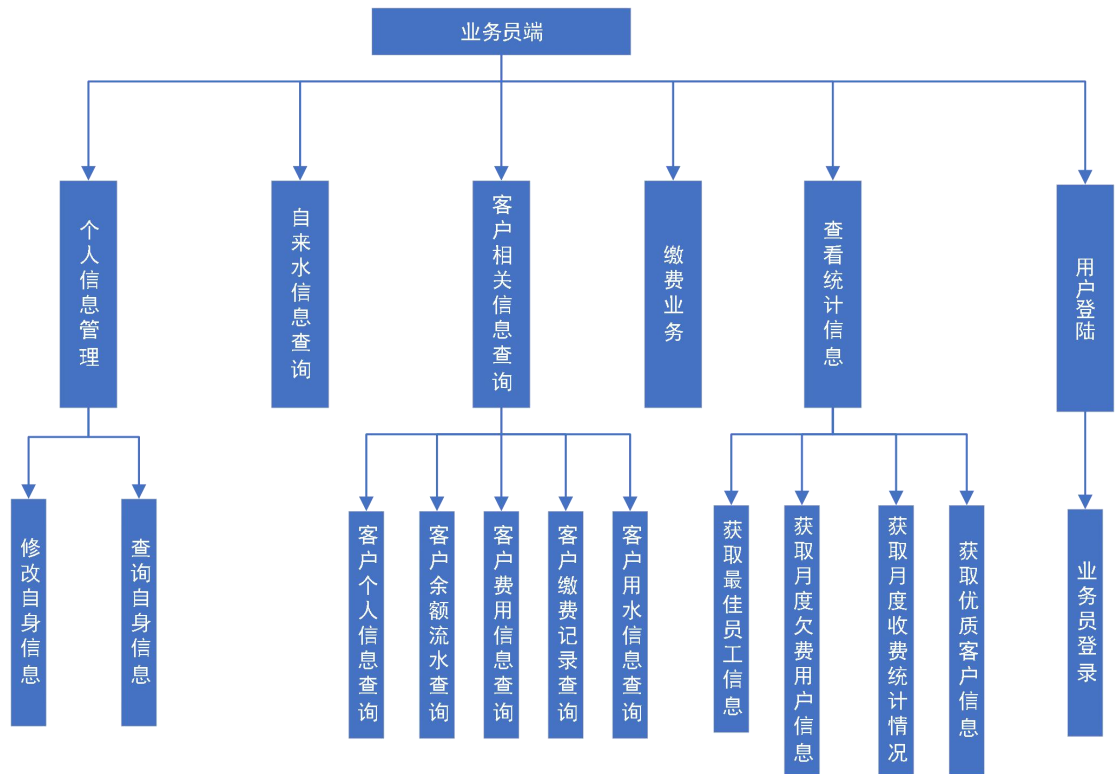 业务员端
个人信息管理
自来水信息查询
客户相关信息查询
缴费业务
查看统计信息
用户登陆
修改自身信息
查询自身信息
客户个人信息查询
客户余额流水查询
客户费用信息查询
客户缴费记录查询
客户用水信息查询
获取最佳员工信息
获取月度欠费用户信息
获取月度收费统计情况
获取优质客户信息
业务员登录